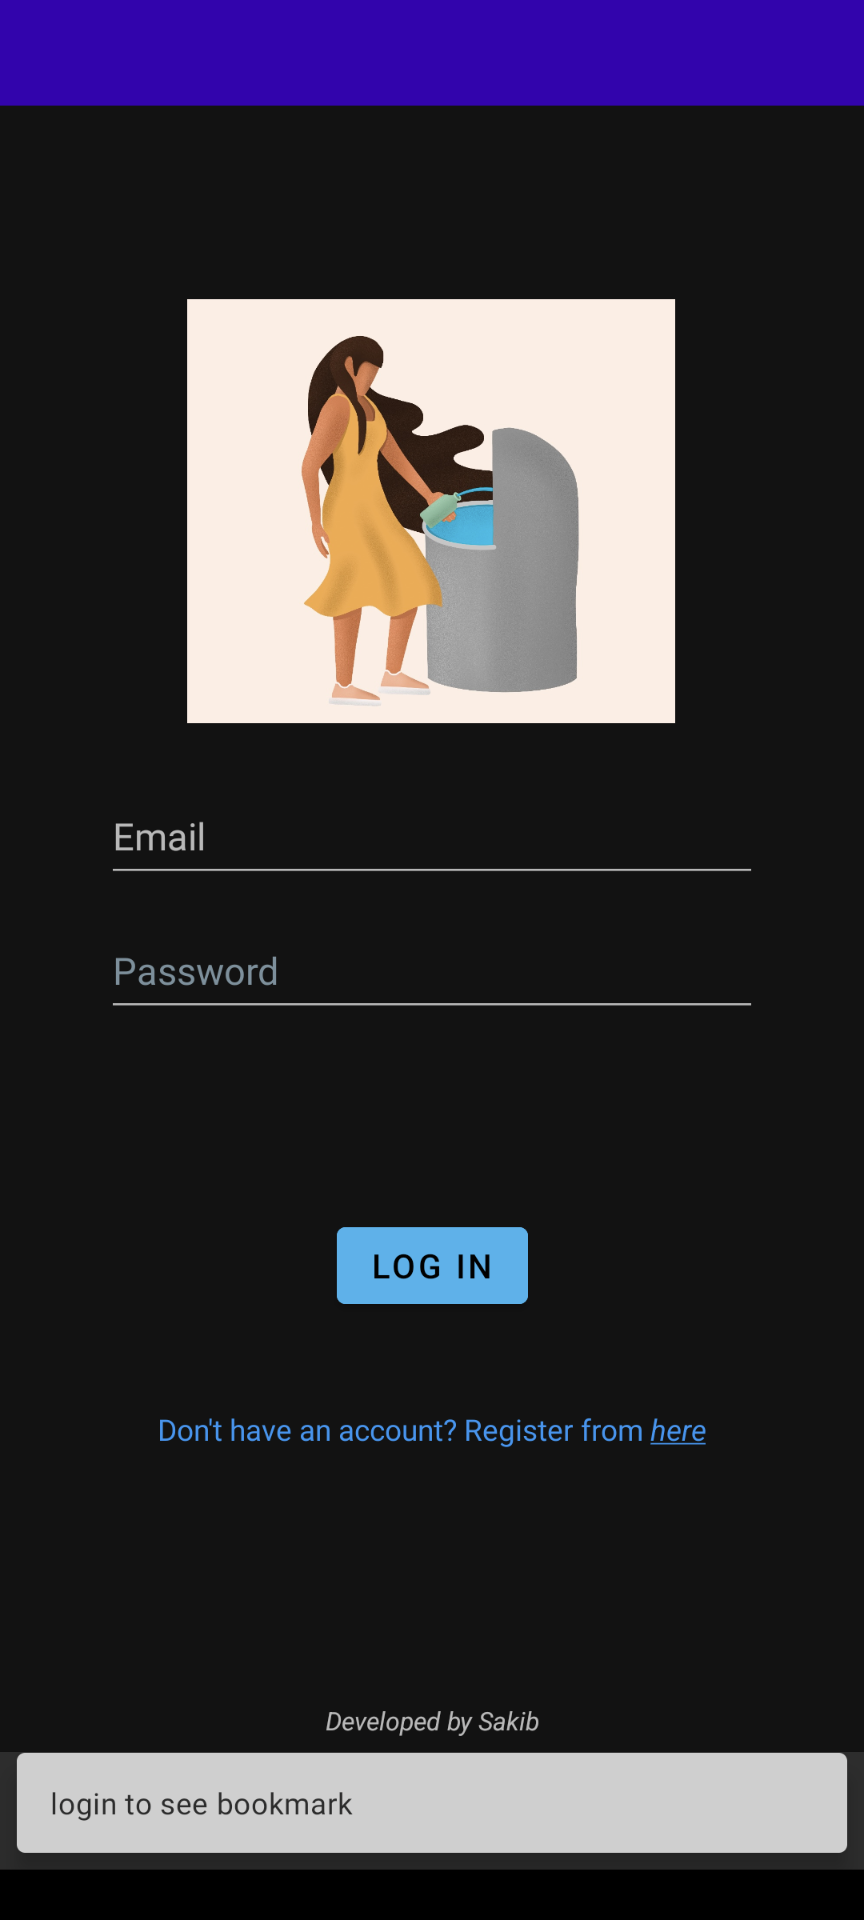 Email
Password
LOG IN
Don't have an account? Register from here
Developed by Sakib
login to see bookmark